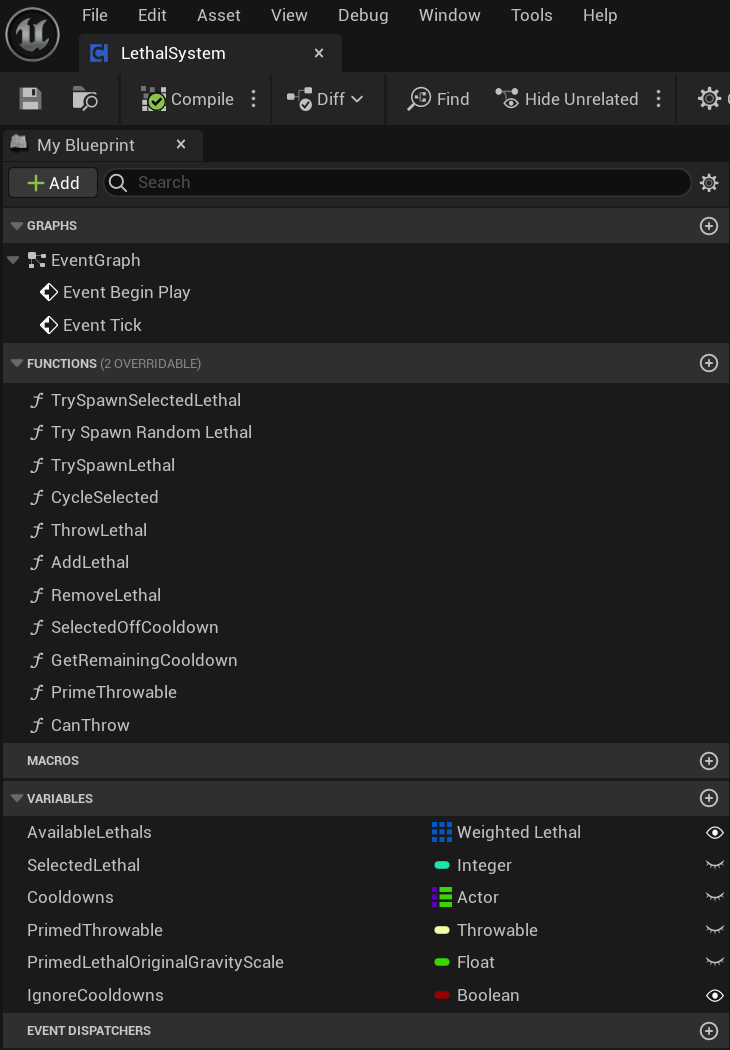 File Edit Asset View Debug Window Tools Help
LethalSystem
Compile Diff Find Hide Unrelated
My Blueprint
Add Search
GRAPHS
EventGraph
Event Begin Play
Event Tick
FUNCTIONS (2 OVERRIDABLE)
TrySpawnSelectedLethal
Try Spawn Random Lethal
TrySpawnLethal
CycleSelected
ThrowLethal
AddLethal
RemoveLethal
SelectedOffCooldown
GetRemainingCooldown
PrimeThrowable
CanThrow
MACROS
VARIABLES
AvailableLethals Weighted Lethal
SelectedLethal Integer
Cooldowns Actor
PrimedThrowable Throwable
PrimedLethalOriginalGravityScale Float
IgnoreCooldowns Boolean
EVENT DISPATCHERS